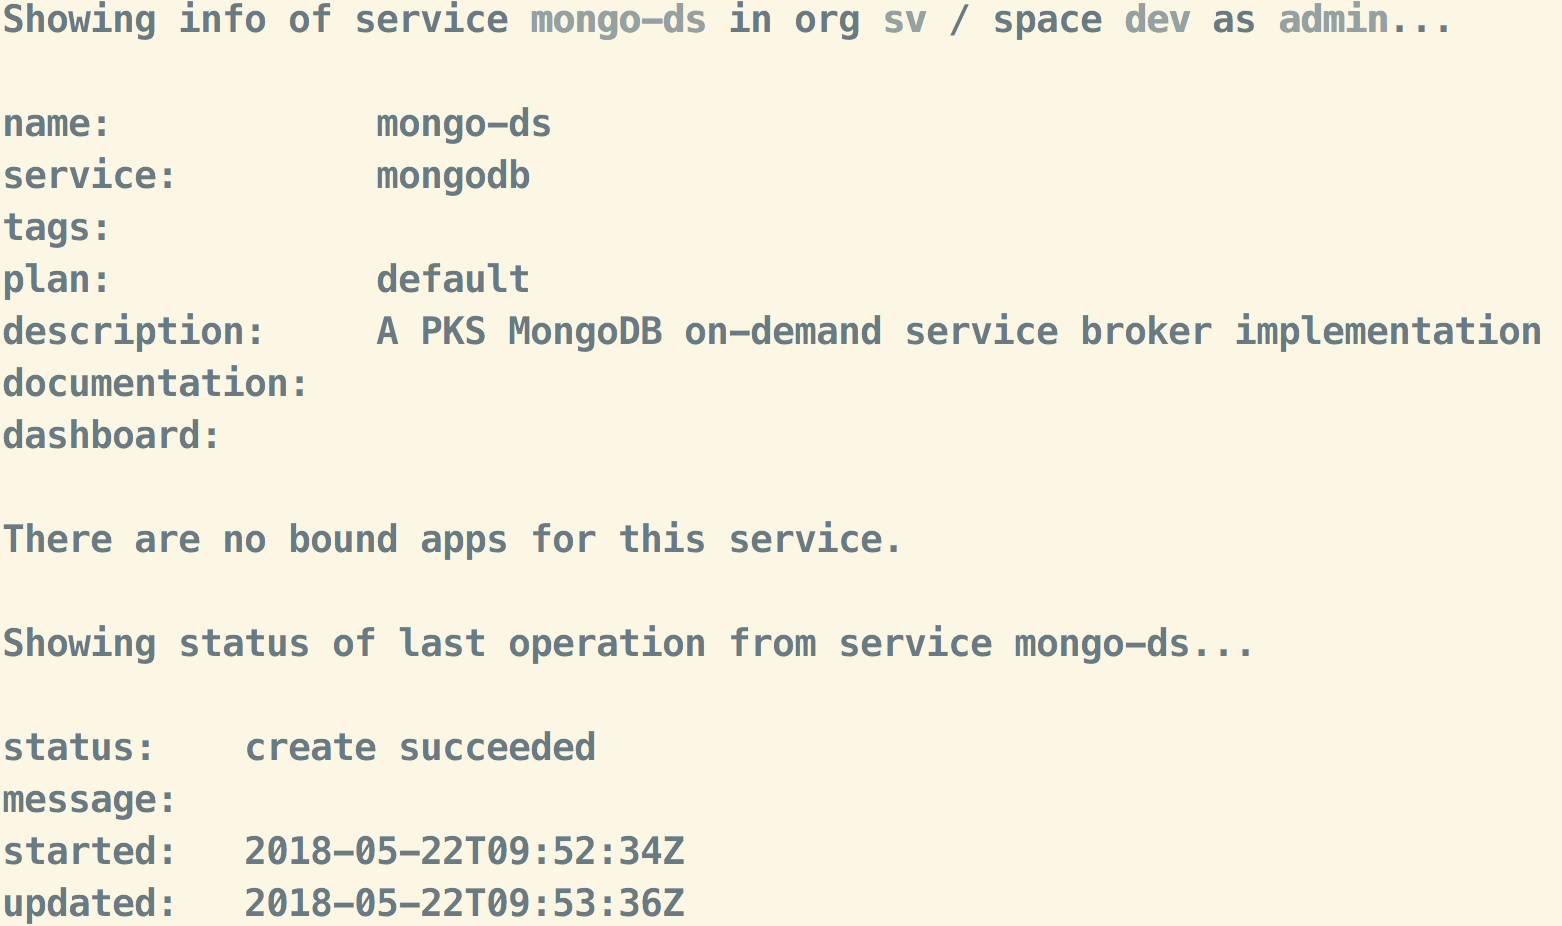 Showing info of service mongo-ds in org sv / space dev as admin...
name: mongo-ds
service: mongodb
tags:
plan: default
description: A PKS MongoDB on-demand service broker implementation
documentation:
dashboard:
There are no bound apps for this service.
Showing status of last operation from service mongo-ds...
status: create succeeded
message:
started: 2018-05-22T09:52:34Z
updated: 2018-05-22T09:53:36Z